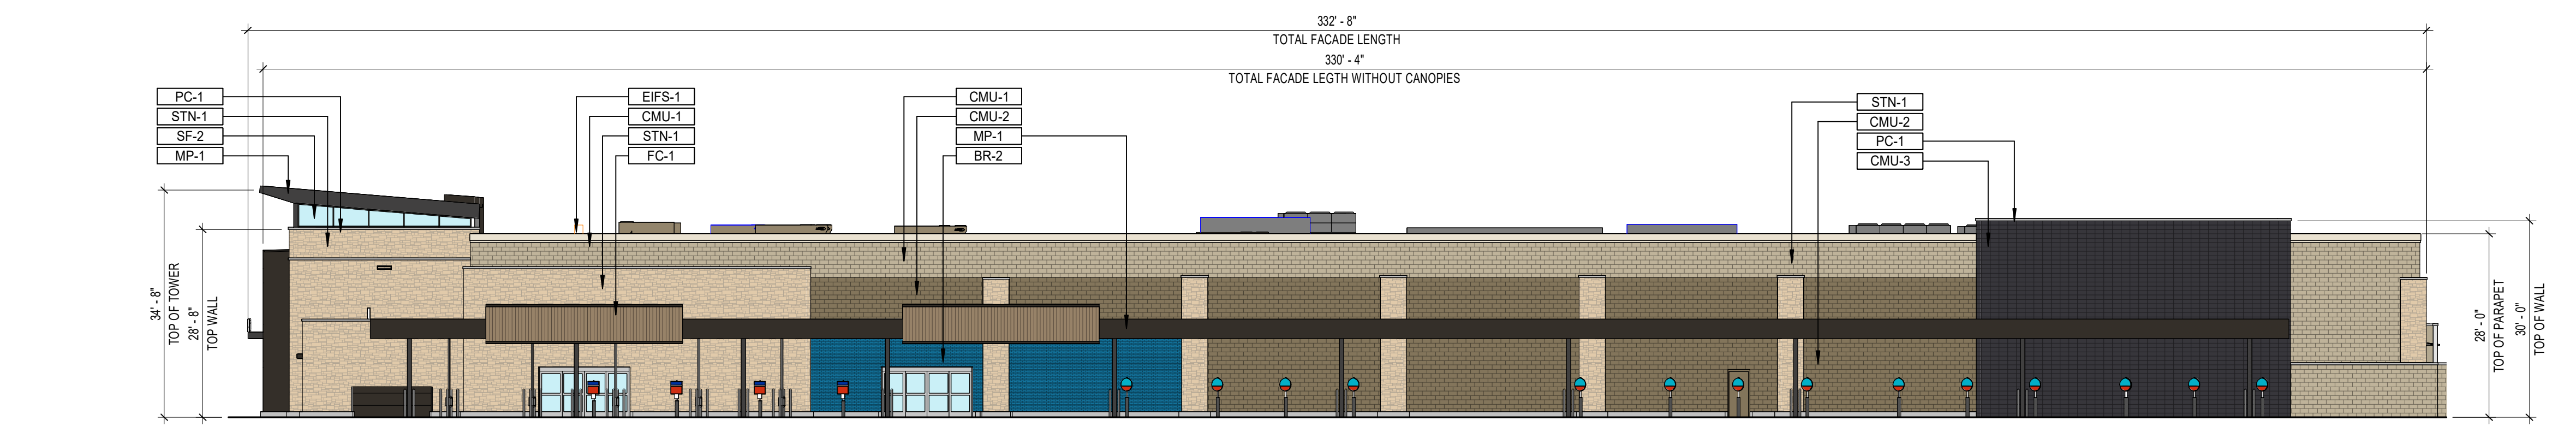 332' - 8"
TOTAL FACADE LENGTH
330' - 4"
TOTAL FACADE LEGTH WITHOUT CANOPIES
PC-1
STN-1
SF-2
MP-1
EIFS-1
CMU-1
STN-1
FC-1
CMU-1
CMU-2
MP-1
BR-2
STN-1
CMU-2
PC-1
CMU-3
34' - 8"
TOP OF TOWER
28' - 8"
TOP WALL
28' - 0"
TOP OF PARAPET
30' - 0"
TOP OF WALL